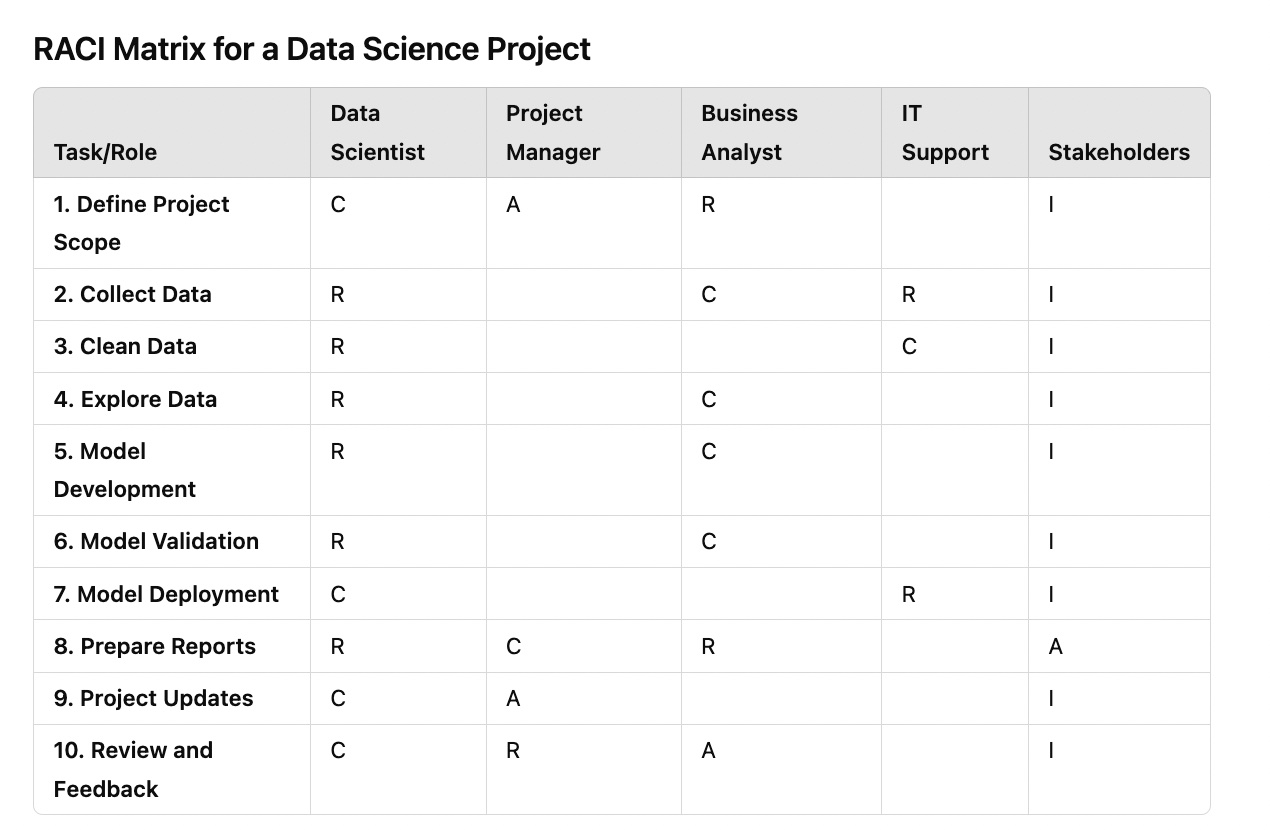 RACI Matrix for a Data Science Project
Data Project Business IT
Task/Role Scientist Manager Analyst Support Stakeholders
1. Define Project C A R I
Scope
2. Collect Data R C R I
3. Clean Data R C I
4. Explore Data R C I
5. Model R C I
Development
6. Model Validation R C I
7. Model Deployment C R I
8. Prepare Reports R C R A
9. Project Updates C A I
10. Review and C R A I
Feedback